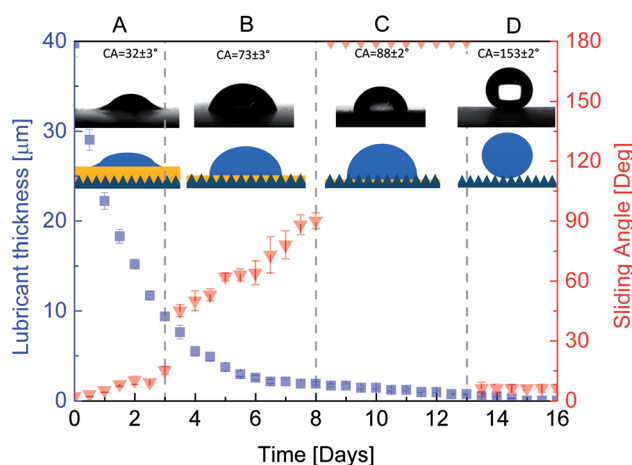 A B C D
CA=32±3° CA=73±3° CA=88±2° CA=153±2°
40
30
20
10
0
Lubricant thickness [μm]
180
150
120
90
60
30
0
Sliding Angle [Deg]
0 2 4 6 8 10 12 14 16
Time [Days]